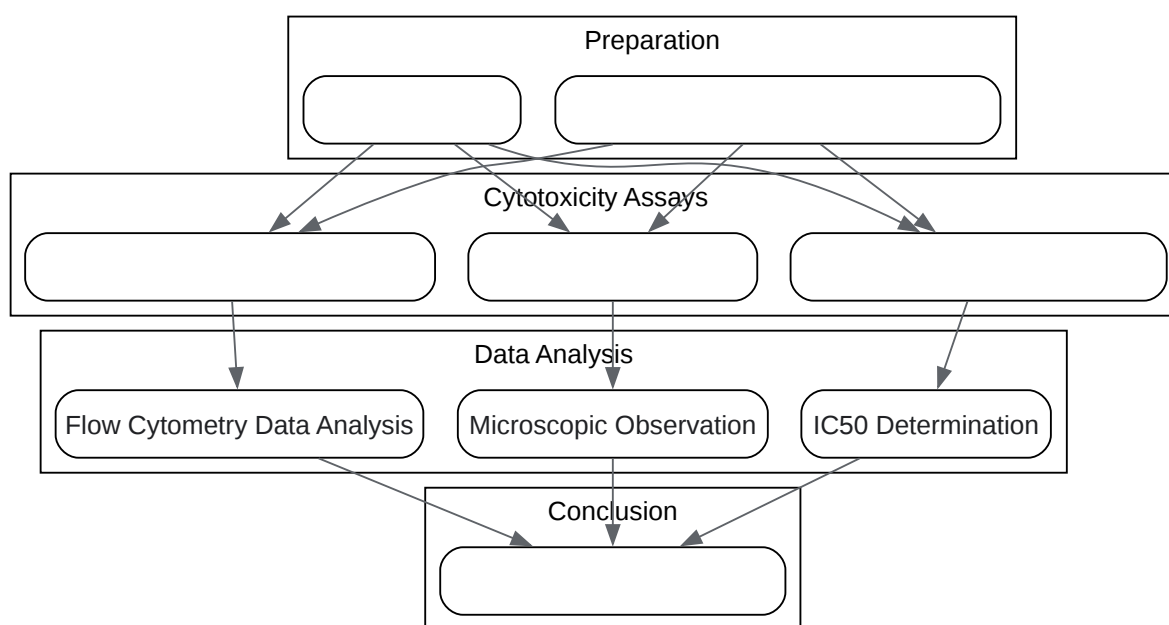 Preparation
Cytotoxicity Assays
Data Analysis
Flow Cytometry Data Analysis
Microscopic Observation
IC50 Determination
Conclusion